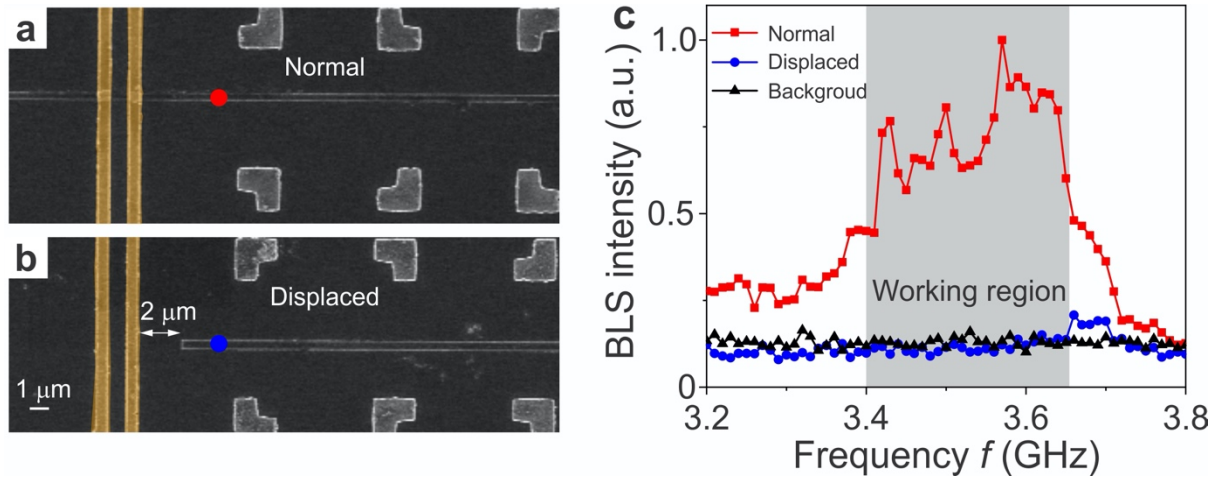 a
Normal
b
Displaced
2 μm
1 μm
c
Normal
Displaced
Backgroud
Working region
BLS intensity (a.u.)
1.0
0.5
0
3.2 3.4 3.6 3.8
Frequency f (GHz)